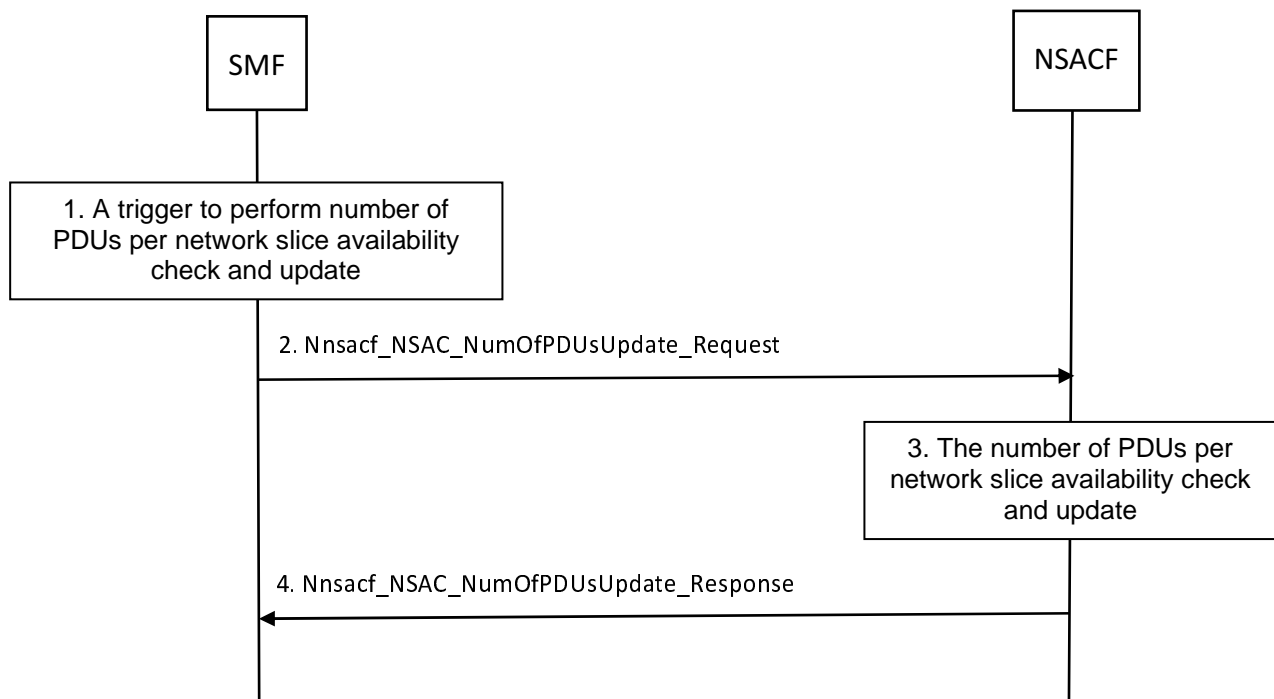 SMF
NSACF
1. A trigger to perform number of
PDUs per network slice availability
check and update
2. Nnsacf_NSAC_NumOfPDUsUpdate_Request
3. The number of PDUs per
network slice availability check
and update
4. Nnsacf_NSAC_NumOfPDUsUpdate_Response